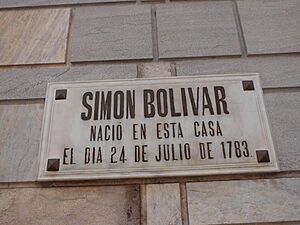 SIMON BOLIVAR
NACIÓ EN ESTA CASA
EL DIA 24 DE JULIO DE 1783.